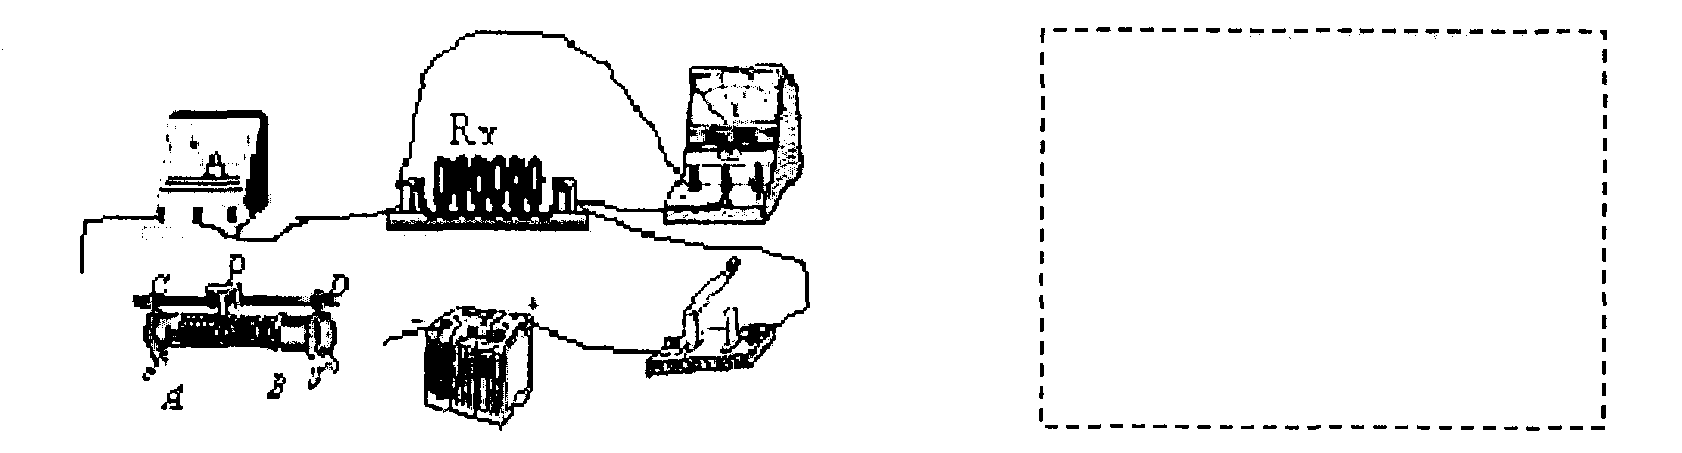 Rx
C P D
- +
A B